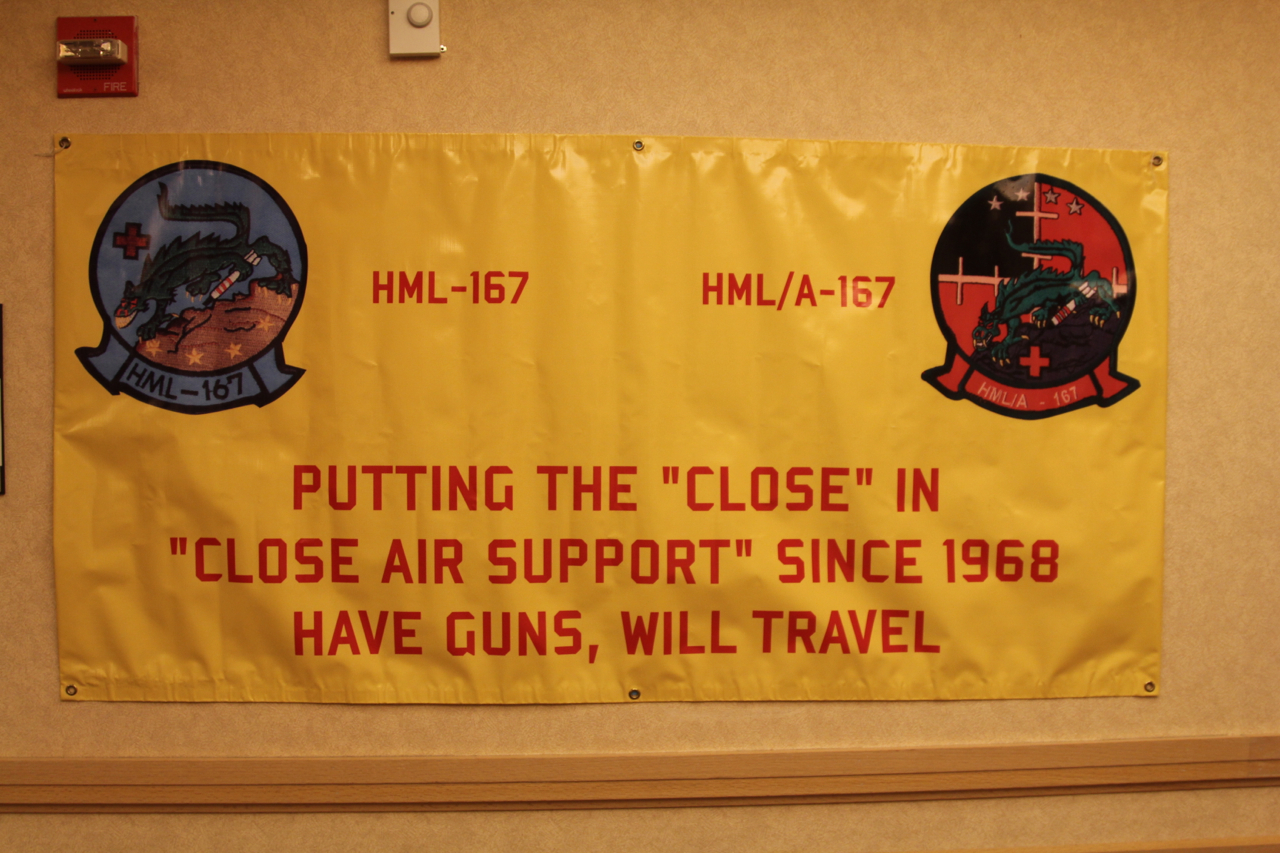 FIRE
HML-167
HML/A-167
HML-167
HML/A - 167
PUTTING THE "CLOSE" IN
"CLOSE AIR SUPPORT" SINCE 1968
HAVE GUNS, WILL TRAVEL